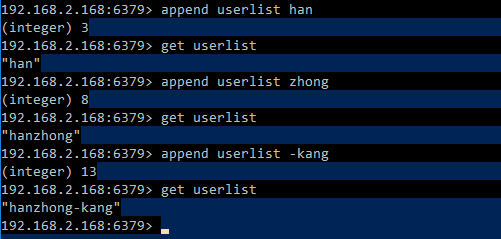 192.168.2.168:6379> append userlist han
(integer) 3
192.168.2.168:6379> get userlist
"han"
192.168.2.168:6379> append userlist zhong
(integer) 8
192.168.2.168:6379> get userlist
"hanzhong"
192.168.2.168:6379> append userlist -kang
(integer) 13
192.168.2.168:6379> get userlist
"hanzhong-kang"
192.168.2.168:6379>